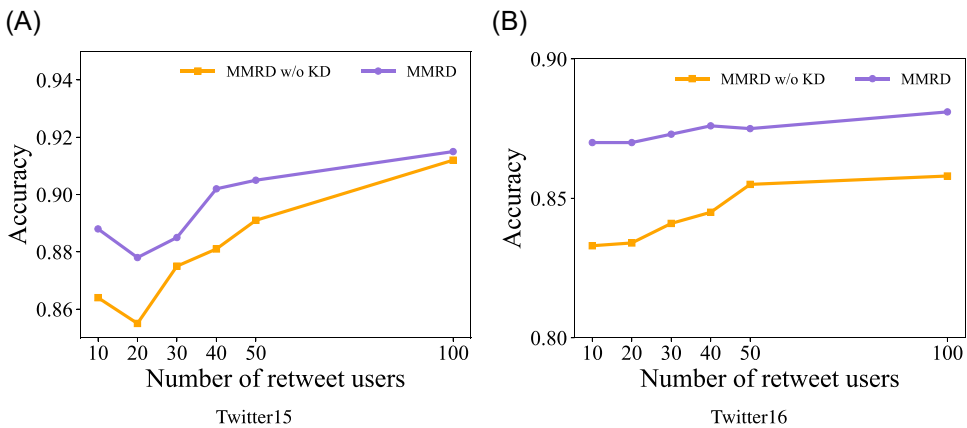 (A)
MMRD w/o KD
MMRD
0.94
0.92
0.90
0.88
0.86
Accuracy
10 20 30 40 50 100
Number of retweet users
Twitter15
(B)
MMRD w/o KD
MMRD
0.90
0.85
0.80
Accuracy
10 20 30 40 50 100
Number of retweet users
Twitter16